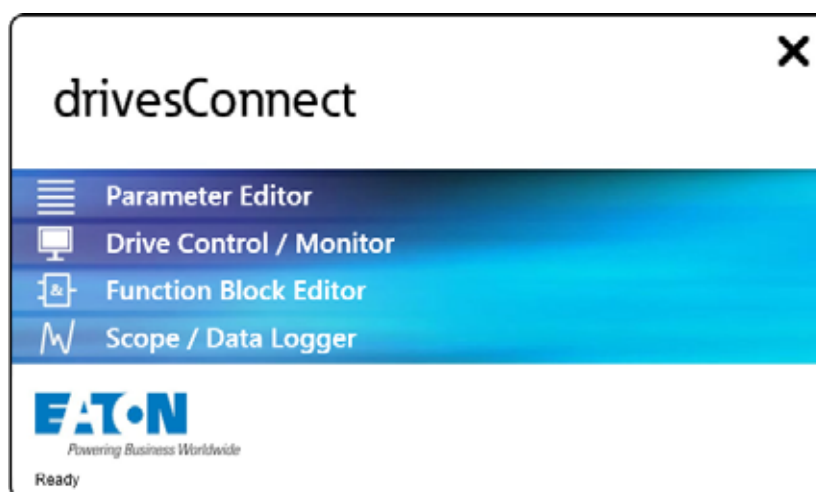 drivesConnect
Parameter Editor
Drive Control / Monitor
& Function Block Editor
Scope / Data Logger
EATON
Powering Business Worldwide
Ready